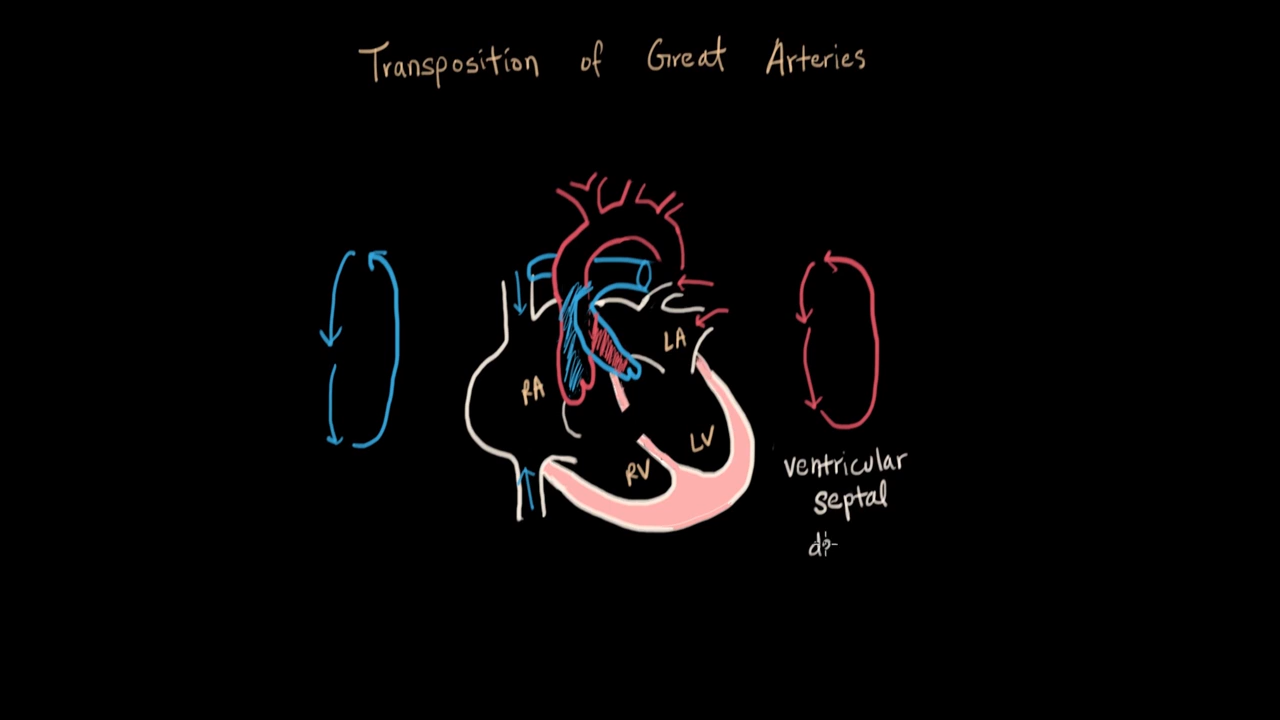 Transposition of Great Arteries
LA
RA
LV
RV
ventricular
septal